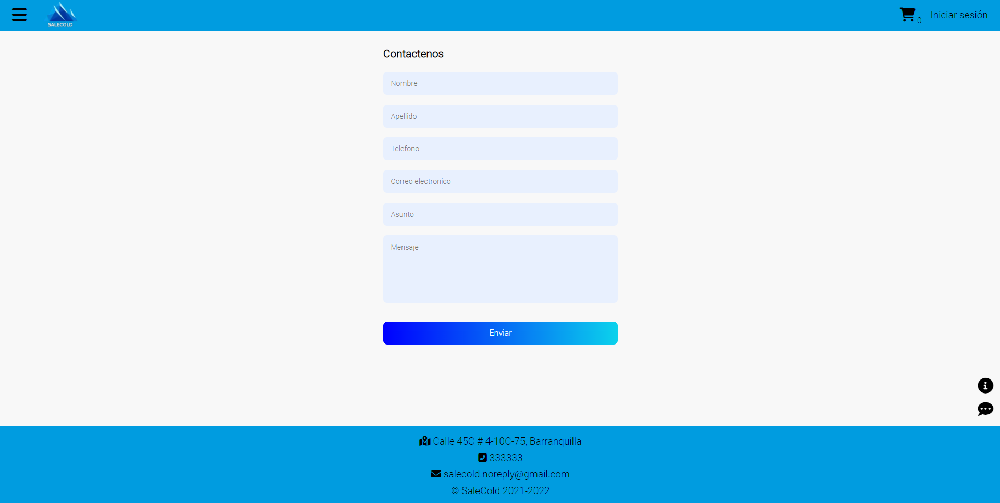 SALECOLD
0
Iniciar sesión
Contactenos
Nombre
Apellido
Telefono
Correo electronico
Asunto
Mensaje
Enviar
Calle 45C # 4-10C-75, Barranquilla
333333
salecold.noreply@gmail.com
© SaleCold 2021-2022